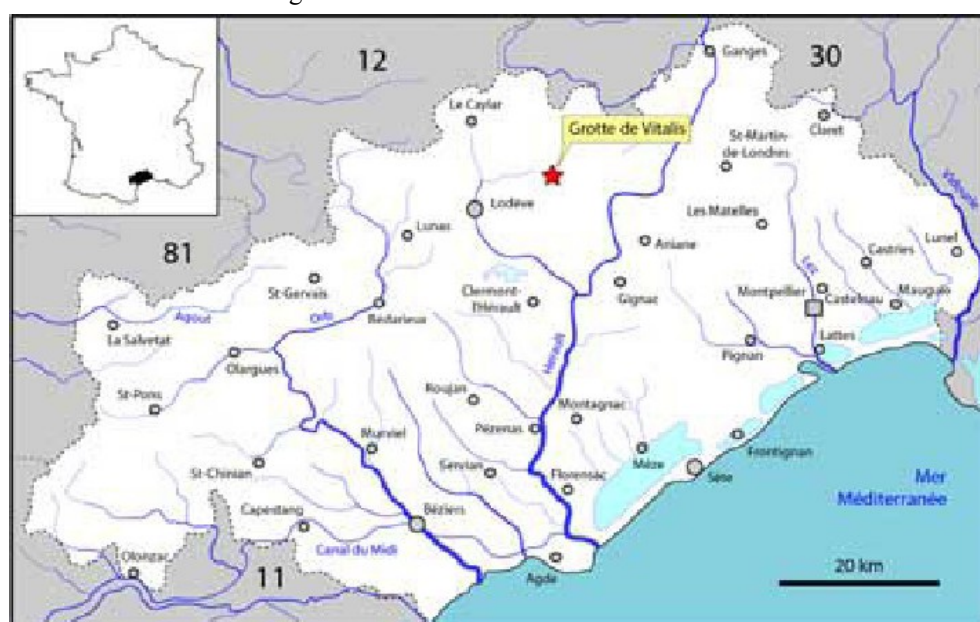 12
30
Ganges
Le Caylar
Claret
Grotte de Vitalis
St-Martin-
de-Londres
Vidourle
Lodève
Les Matelles
Lunas
Aniane
Lunel
81
Castries
Lez
St-Gervais
Clermont-
l'Hérault
Gignac
Montpellier
Castelnau
Mauguio
Agout
Orb
Bédarieux
La Salvetat
Hérault
Lattes
Pignan
Olargues
St-Pons
Roujan
Montagnac
Pézenas
Murviel
Frontignan
Mèze
St-Chinian
Servian
Florensac
Sète
Mer
Méditerranée
Capestang
Béziers
Canal du Midi
Olonzac
11
Agde
20 km